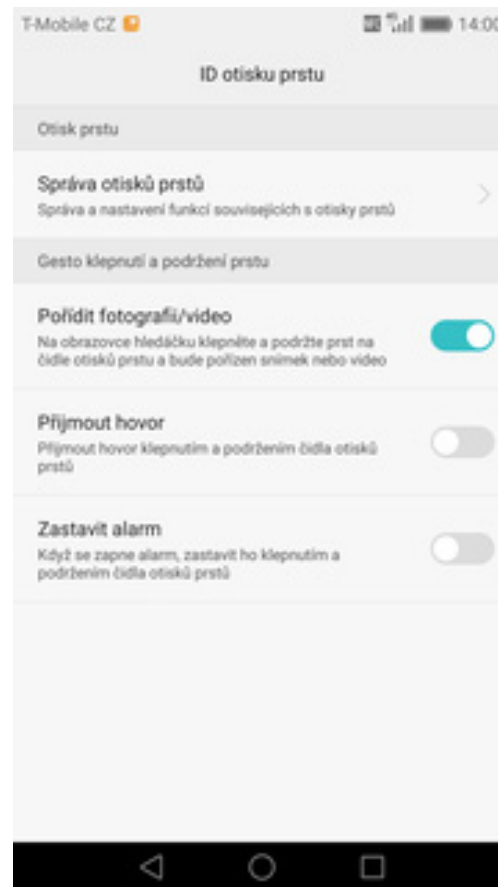 T-Mobile CZ
14:00
ID otisku prstu
Otisk prstu
Správa otisků prstů
Správa a nastavení funkcí souvisejících s otisky prstů
Gesto klepnutí a podržení prstu
Pořídit fotografii/video
Na obrazovce hledáčku klepněte a podržte prst na
čidle otisků prstu a bude pořízen snímek nebo video
Přijmout hovor
Přijmout hovor klepnutím a podržením čidla otisků
prstů
Zastavit alarm
Když se zapne alarm, zastavit ho klepnutím a
podržením čidla otisků prstů